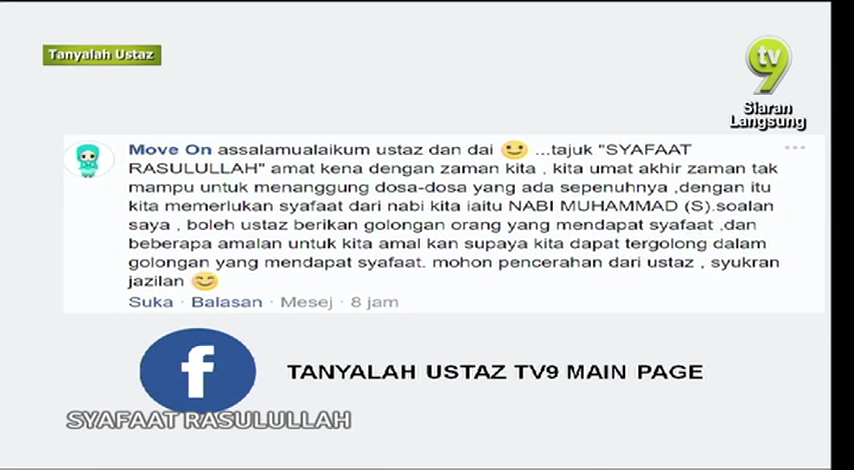 Tanyalah Ustaz
tv9
Siaran
Langsung
Move On assalamualaikum ustaz dan dai ...tajuk "SYAFAAT
RASULULLAH" amat kena dengan zaman kita , kita umat akhir zaman tak
mampu untuk menanggung dosa-dosa yang ada sepenuhnya ,dengan itu
kita memerlukan syafaat dari nabi kita iaitu NABI MUHAMMAD (S).soalan
saya , boleh ustaz berikan golongan orang yang mendapat syafaat ,dan
beberapa amalan untuk kita amal kan supaya kita dapat tergolong dalam
golongan yang mendapat syafaat. mohon pencerahan dari ustaz , syukran
jazilan
Suka · Balasan · Mesej · 8 jam
f
TANYALAH USTAZ TV9 MAIN PAGE
SYAFAAT RASULULLAH